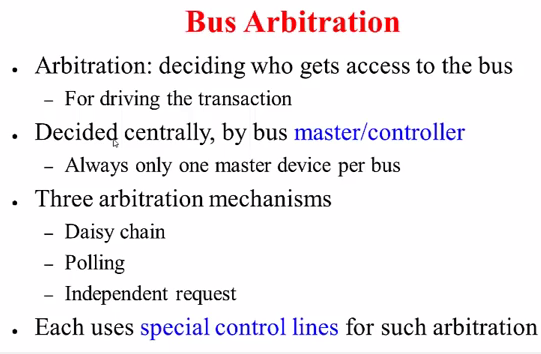 Bus Arbitration
• Arbitration: deciding who gets access to the bus
– For driving the transaction
• Decided centrally, by bus master/controller
– Always only one master device per bus
• Three arbitration mechanisms
– Daisy chain
– Polling
– Independent request
• Each uses special control lines for such arbitration